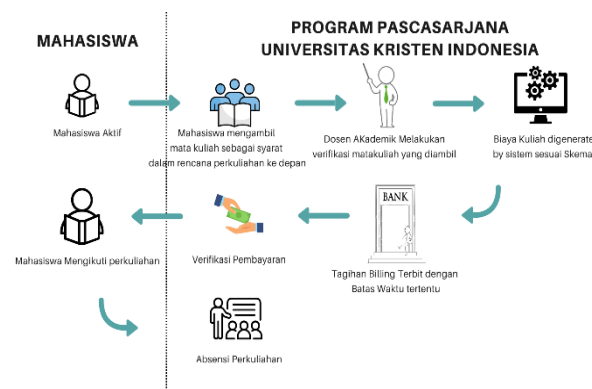 MAHASISWA
PROGRAM PASCASARJANA
UNIVERSITAS KRISTEN INDONESIA
Mahasiswa Aktif
Mahasiswa mengambil
mata kuliah sebagai syarat
dalam rencana perkuliahan ke depan
Dosen AKademik Melakukan
verifikasi matakuliah yang diambil
Biaya Kuliah digenerate
by sistem sesuai Skema
Mahasiswa Mengikuti perkuliahan
Verifikasi Pembayaran
BANK
Tagihan Billing Terbit dengan
Batas Waktu tertentu
Absensi Perkuliahan